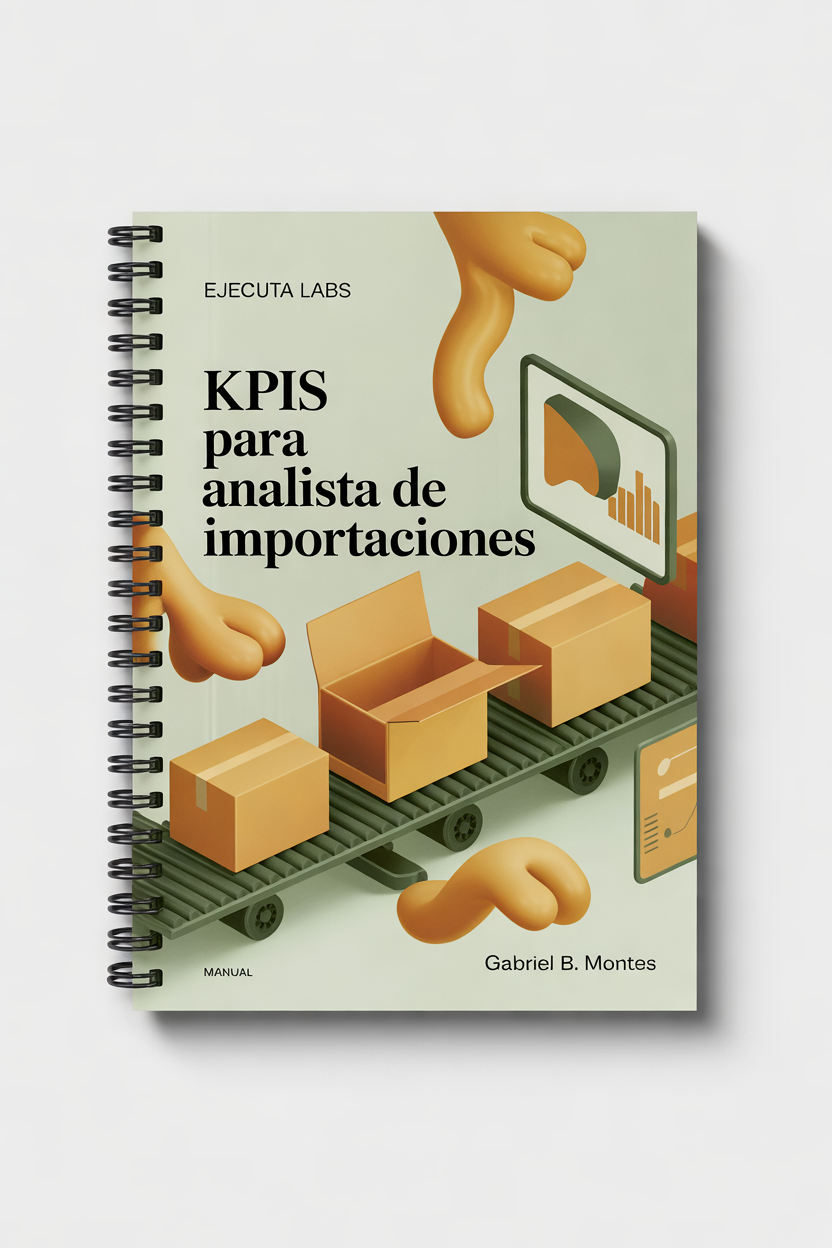 EJECUTA LABS
KPIS
para
analista de
importaciones
MANUAL
Gabriel B. Montes